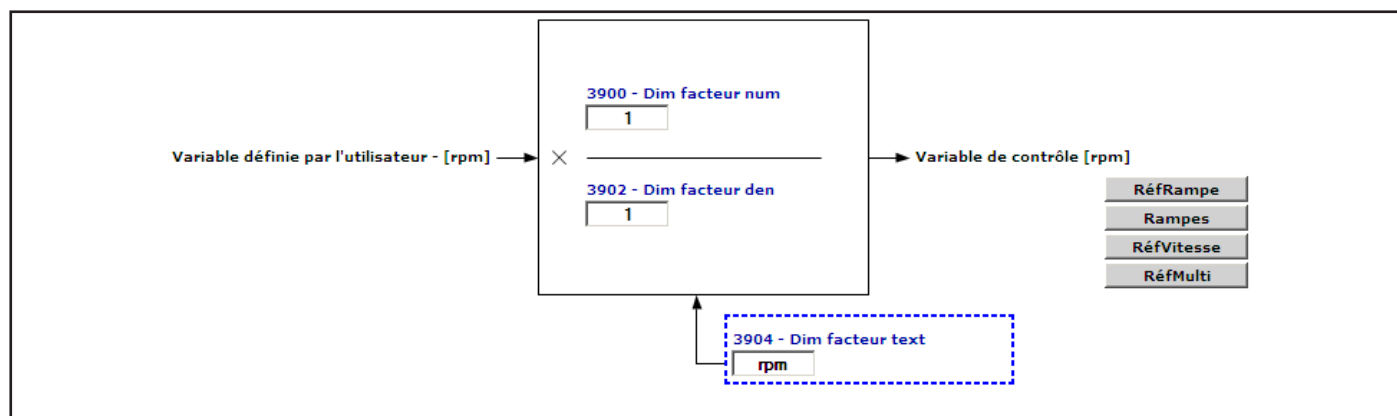 3900 - Dim facteur num
1
Variable définie par l'utilisateur - [rpm]
×
Variable de contrôle [rpm]
3902 - Dim facteur den
1
RéfRampe
Rampes
RéfVitesse
RéfMulti
3904 - Dim facteur text
rpm